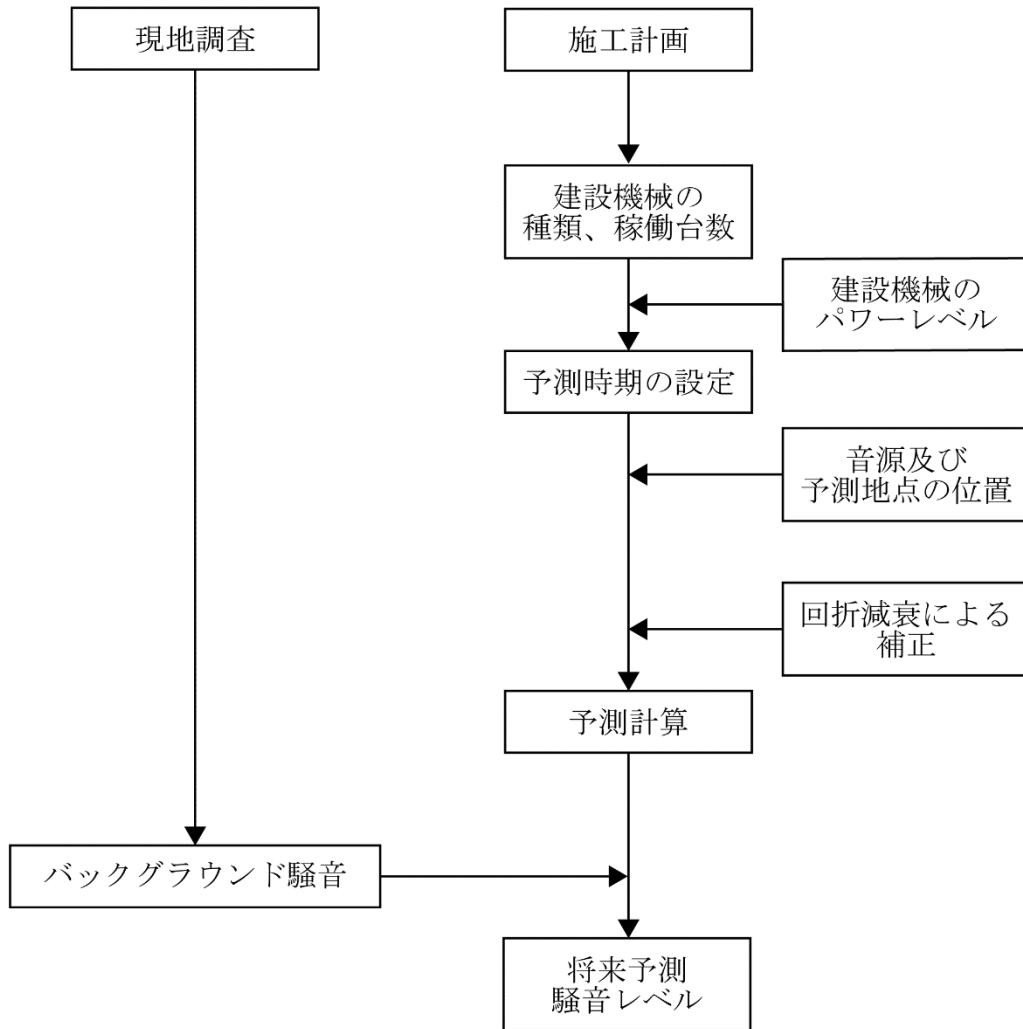 現地調査
施工計画
建設機械の
種類、稼働台数
建設機械の
パワーレベル
予測時期の設定
音源及び
予測地点の位置
回折減衰による
補正
予測計算
バックグラウンド騒音
将来予測
騒音レベル